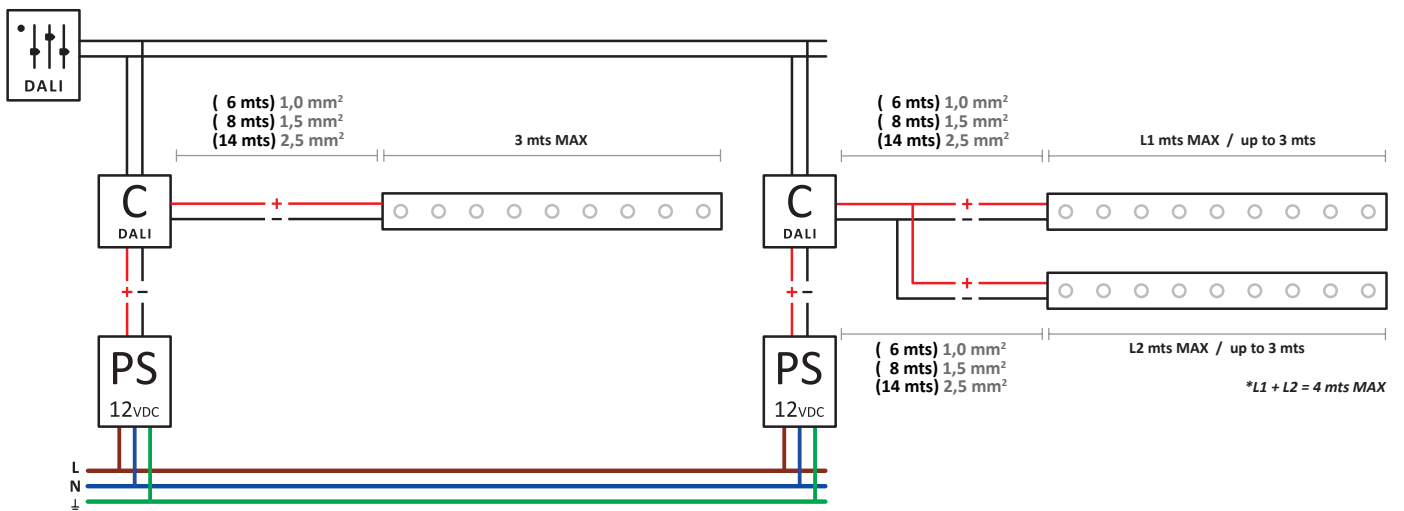 DALI
( 6 mts) 1,0 mm²
( 8 mts) 1,5 mm²
(14 mts) 2,5 mm²
3 mts MAX
( 6 mts) 1,0 mm²
( 8 mts) 1,5 mm²
(14 mts) 2,5 mm²
L1 mts MAX / up to 3 mts
C
DALI
+
−
C
DALI
+
−
+
−
+ −
+ −
PS
12VDC
PS
12VDC
( 6 mts) 1,0 mm²
( 8 mts) 1,5 mm²
(14 mts) 2,5 mm²
L2 mts MAX / up to 3 mts
*L1 + L2 = 4 mts MAX
L
N
⏚